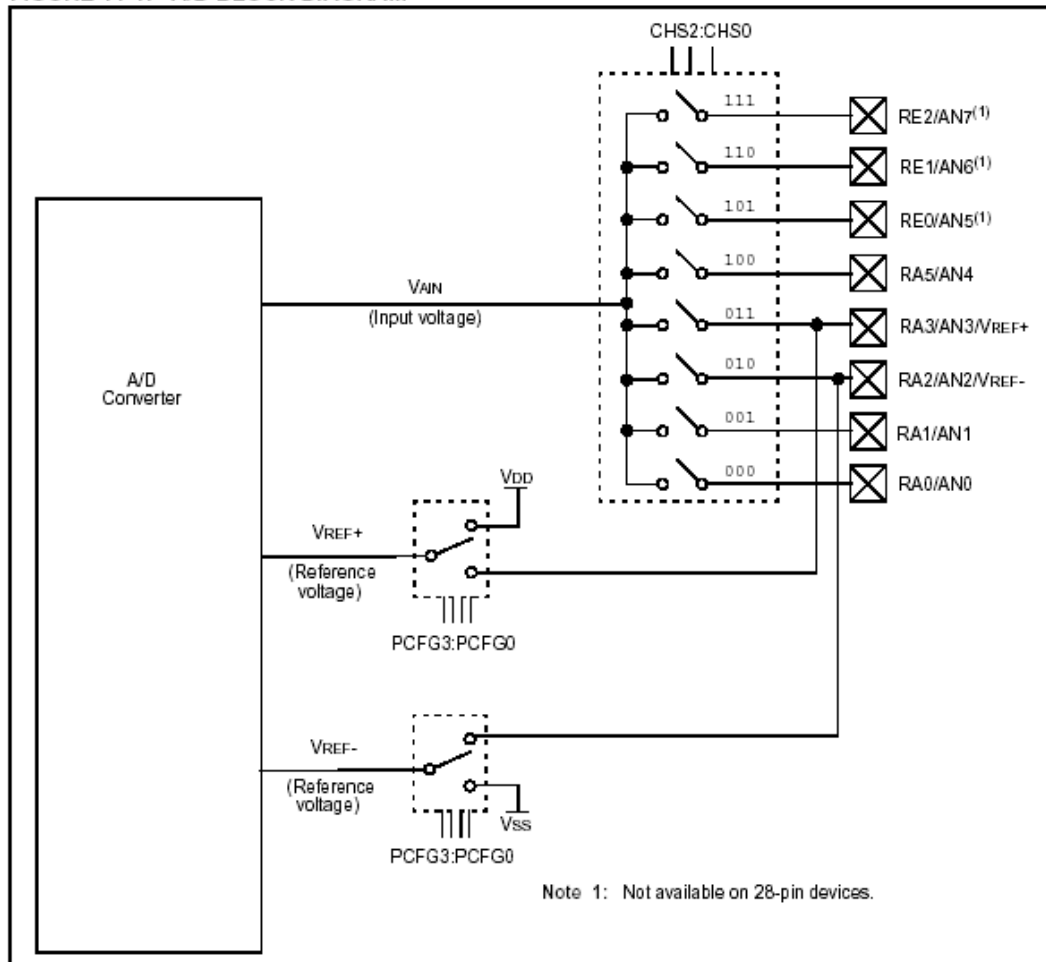 CHS2:CHS0
111
RE2/AN7(1)
110
RE1/AN6(1)
101
RE0/AN5(1)
100
RA5/AN4
VAIN
(Input voltage)
011
RA3/AN3/VREF+
010
RA2/AN2/VREF-
A/D
Converter
001
RA1/AN1
000
RA0/AN0
VDD
VREF+
(Reference
voltage)
PCFG3:PCFG0
VREF-
(Reference
voltage)
VSS
PCFG3:PCFG0
Note 1: Not available on 28-pin devices.